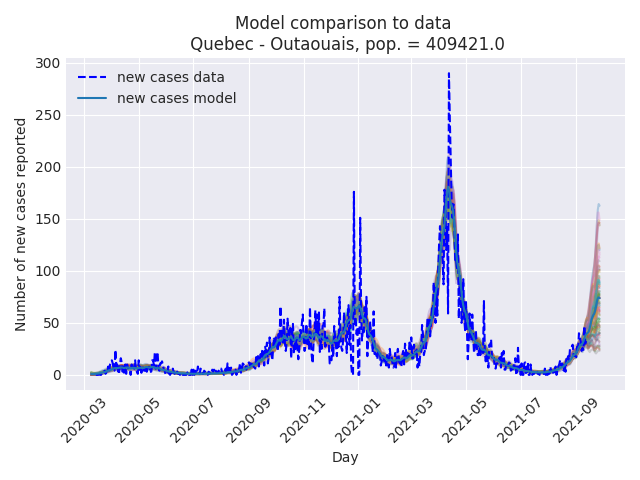 Model comparison to data
Quebec - Outaouais, pop. = 409421.0
new cases data
new cases model
Number of new cases reported
300
250
200
150
100
50
0
2020-03
2020-05
2020-07
2020-09
2020-11
2021-01
2021-03
2021-05
2021-07
2021-09
Day